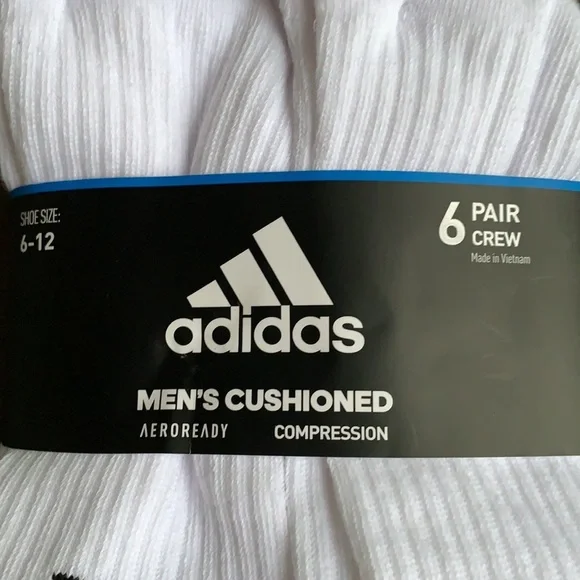 SHOE SIZE:
6-12
6 PAIR
CREW
Made in Vietnam
adidas
MEN'S CUSHIONED
AEROREADY COMPRESSION